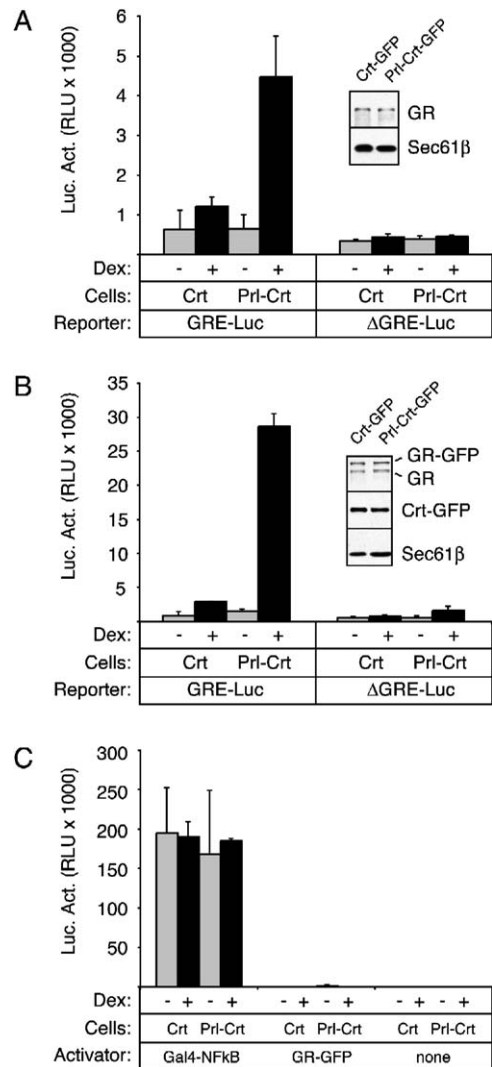 A
Luc. Act. (RLU x 1000)
6
5
4
3
2
1
Crt-GFP
Prl-Crt-GFP
GR
Sec61β
Dex: - + - + - + - +
Cells: Crt Prl-Crt Crt Prl-Crt
Reporter: GRE-Luc ΔGRE-Luc
B
Luc. Act. (RLU x 1000)
35
30
25
20
15
10
5
Crt-GFP
Prl-Crt-GFP
GR-GFP
GR
Crt-GFP
Sec61β
Dex: - + - + - + - +
Cells: Crt Prl-Crt Crt Prl-Crt
Reporter: GRE-Luc ΔGRE-Luc
C
Luc. Act. (RLU x 1000)
300
250
200
150
100
50
Dex: - + - + - + - + - + - +
Cells: Crt Prl-Crt Crt Prl-Crt Crt Prl-Crt
Activator: Gal4-NFkB GR-GFP none